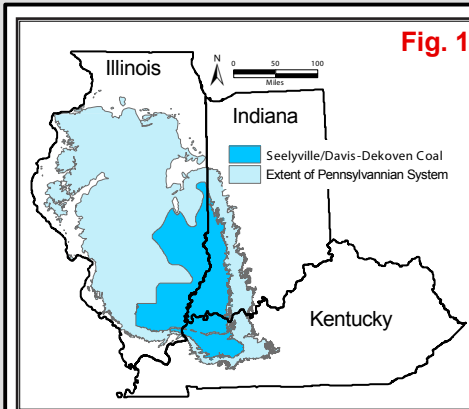 Fig. 1
Illinois
N
0 50 100
Miles
Indiana
Seelyville/Davis-Dekoven Coal
Extent of Pennsylvannian System
Kentucky